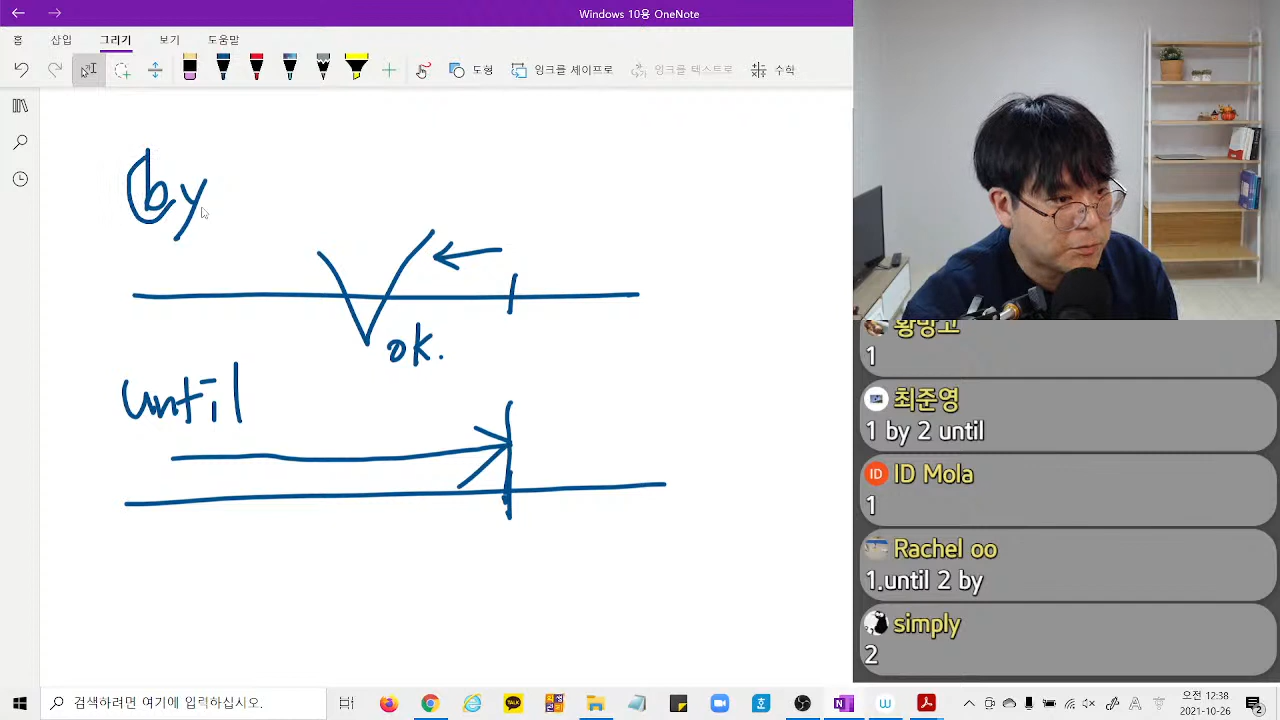 Windows 10용 OneNote
홈 삽입 그리기 보기 도움말
도형 잉크를 셰이프로 잉크를 텍스트로 수학
by
ok.
until
황망고
1
최준영
1 by 2 until
ID Mola
1
Rachel oo
1.until 2 by
simply
2
검색하려면 여기에 입력하십시오.
TALK
오전 12:38
2021-10-26